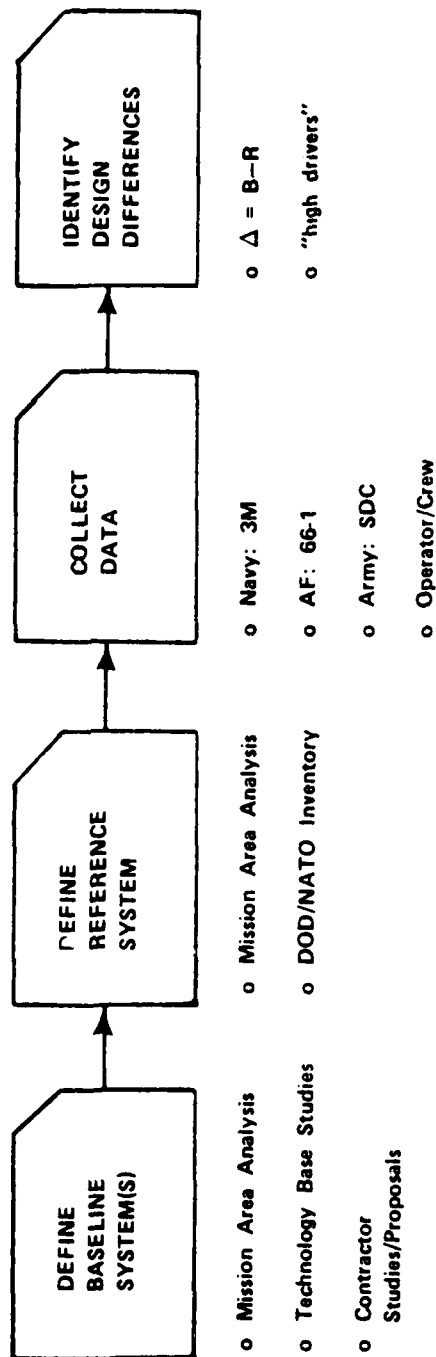 DEFINE
BASELINE
SYSTEM(S)
o Mission Area Analysis
o Technology Base Studies
o Contractor
Studies/Proposals
DEFINE
REFERENCE
SYSTEM
o Mission Area Analysis
o DOD/NATO Inventory
COLLECT
DATA
o Navy: 3M
o AF: 66-1
o Army: SDC
o Operator/Crew
IDENTIFY
DESIGN
DIFFERENCES
o Δ = B–R
o "high drivers"